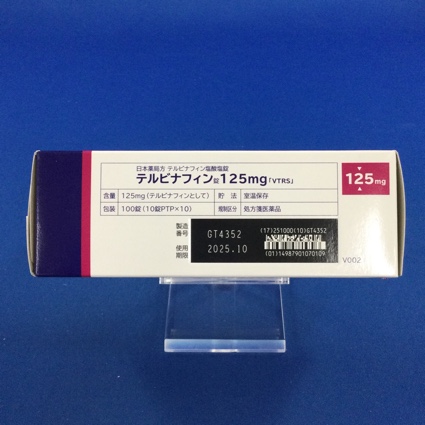 日本薬局方 テルビナフィン塩酸塩錠
テルビナフィン錠125mg「VTRS」
125mg
含量 125mg(テルビナフィンとして) 貯法 室温保存
包装 100錠(10錠PTP×10) 規制区分 処方箋医薬品
製造番号 GT4352
使用期限 2025.10
(17)251000(10)GT4352
(01)14987901070109
V002